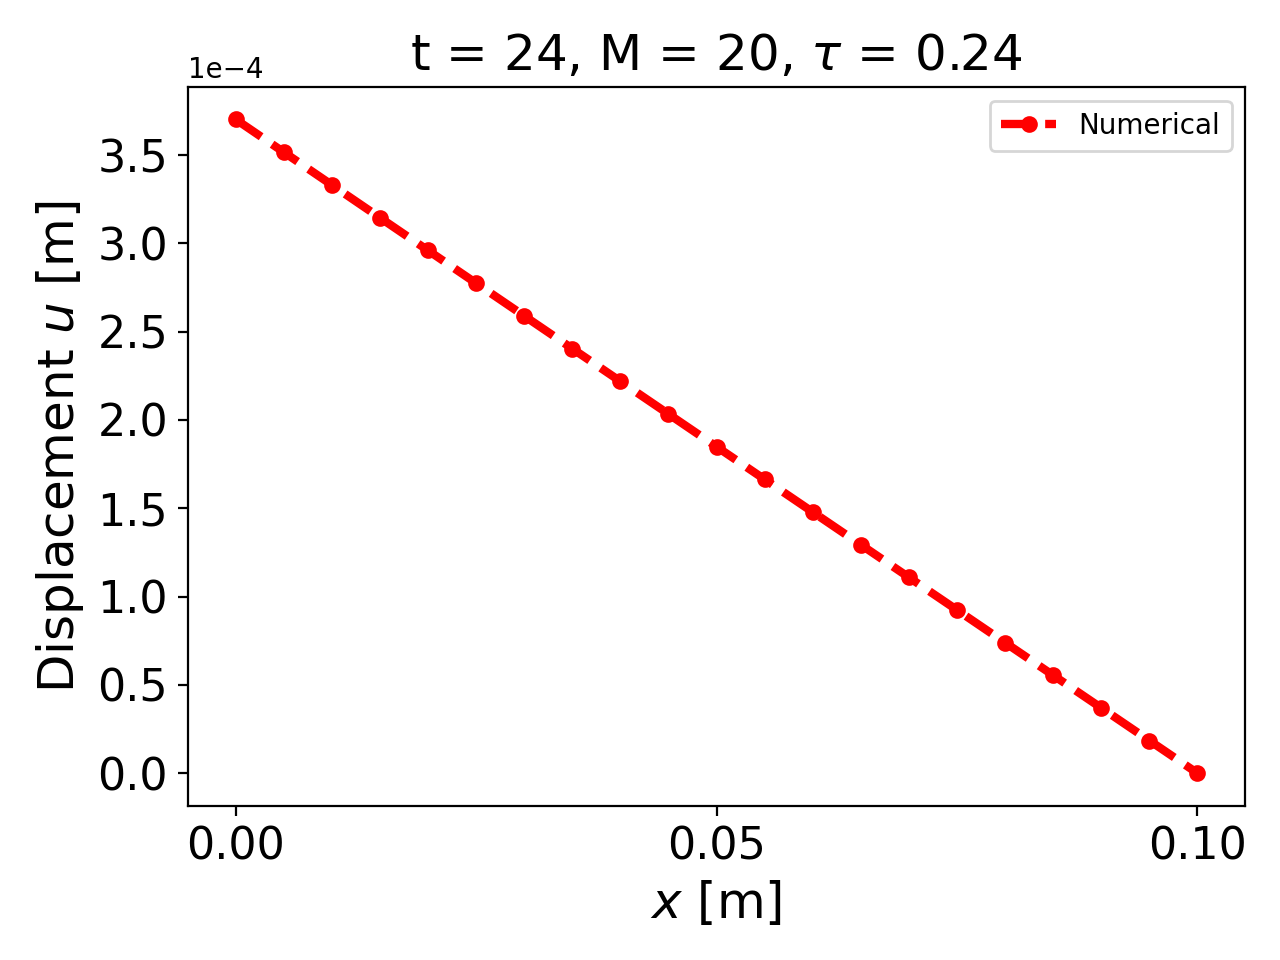 t = 24, M = 20, τ = 0.24
1e−4
Numerical
3.5
3.0
2.5
2.0
1.5
1.0
0.5
0.0
Displacement u [m]
0.00 0.05 0.10
x [m]